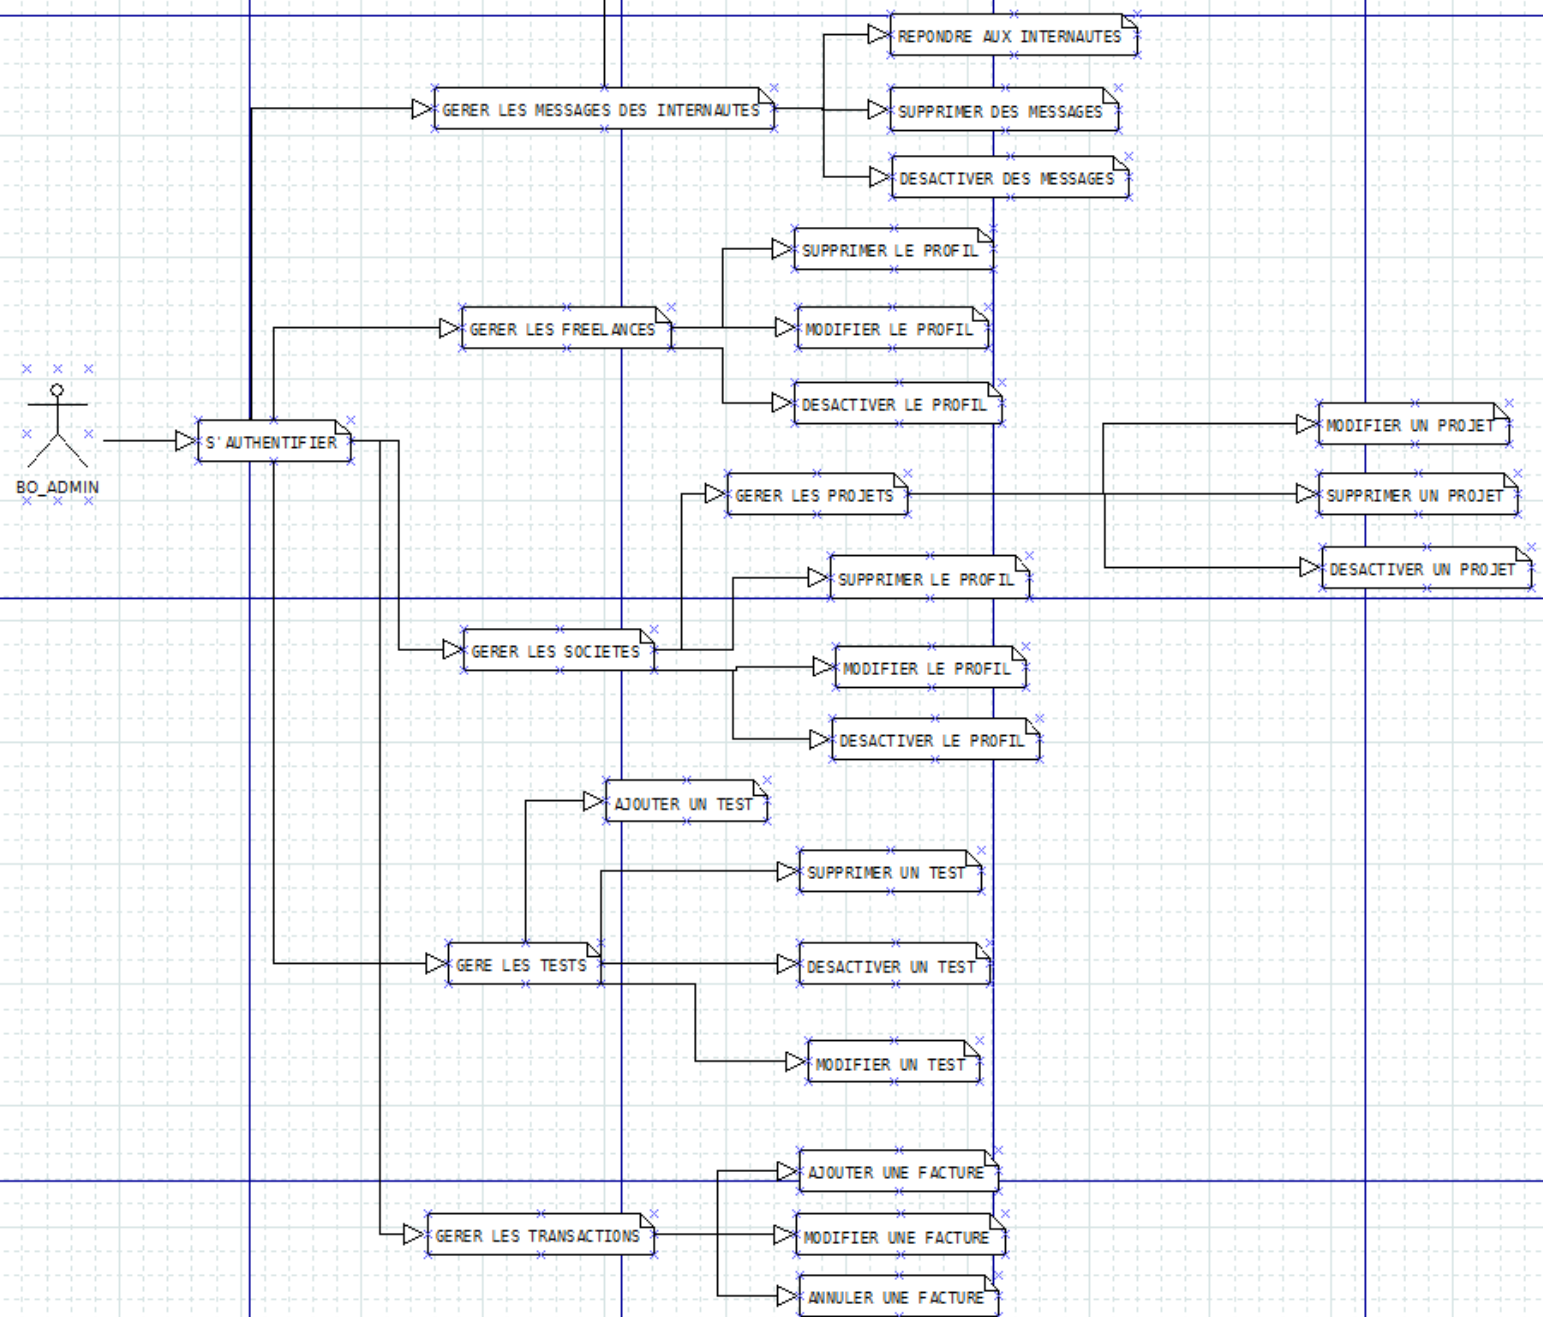 REPONDRE AUX INTERNAUTES
GERER LES MESSAGES DES INTERNAUTES
SUPPRIMER DES MESSAGES
DESACTIVER DES MESSAGES
SUPPRIMER LE PROFIL
GERER LES FREELANCES
MODIFIER LE PROFIL
DESACTIVER LE PROFIL
MODIFIER UN PROJET
S'AUTHENTIFIER
BO_ADMIN
GERER LES PROJETS
SUPPRIMER UN PROJET
DESACTIVER UN PROJET
SUPPRIMER LE PROFIL
GERER LES SOCIETES
MODIFIER LE PROFIL
DESACTIVER LE PROFIL
AJOUTER UN TEST
SUPPRIMER UN TEST
GERE LES TESTS
DESACTIVER UN TEST
MODIFIER UN TEST
AJOUTER UNE FACTURE
GERER LES TRANSACTIONS
MODIFIER UNE FACTURE
ANNULER UNE FACTURE